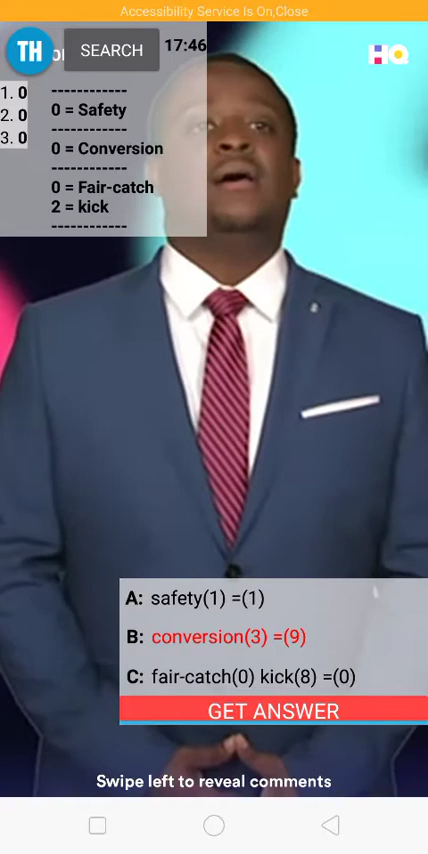 Accessibility Service Is On,Close
TH
SEARCH
17:46
HQ
1. 0
2. 0
3. 0
------------
0 = Safety
------------
0 = Conversion
------------
0 = Fair-catch
2 = kick
------------
A: safety(1) =(1)
B: conversion(3) =(9)
C: fair-catch(0) kick(8) =(0)
GET ANSWER
Swipe left to reveal comments